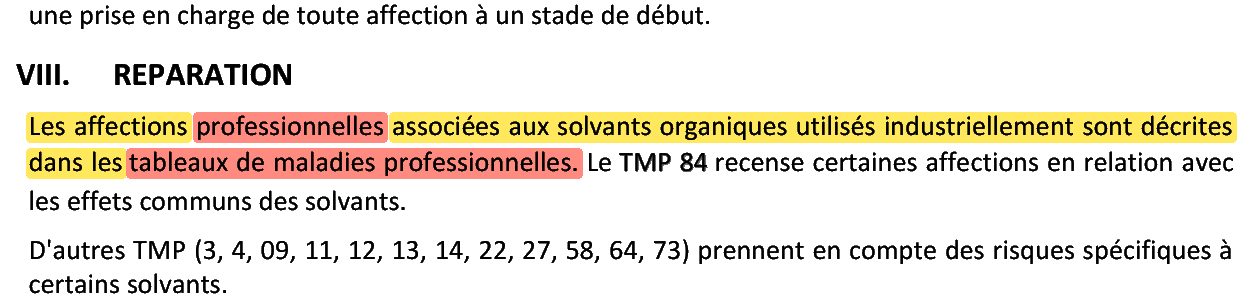 une prise en charge de toute affection à un stade de début.
VIII. REPARATION
Les affections professionnelles associées aux solvants organiques utilisés industriellement sont décrites
dans les tableaux de maladies professionnelles. Le TMP 84 recense certaines affections en relation avec
les effets communs des solvants.
D'autres TMP (3, 4, 09, 11, 12, 13, 14, 22, 27, 58, 64, 73) prennent en compte des risques spécifiques à
certains solvants.